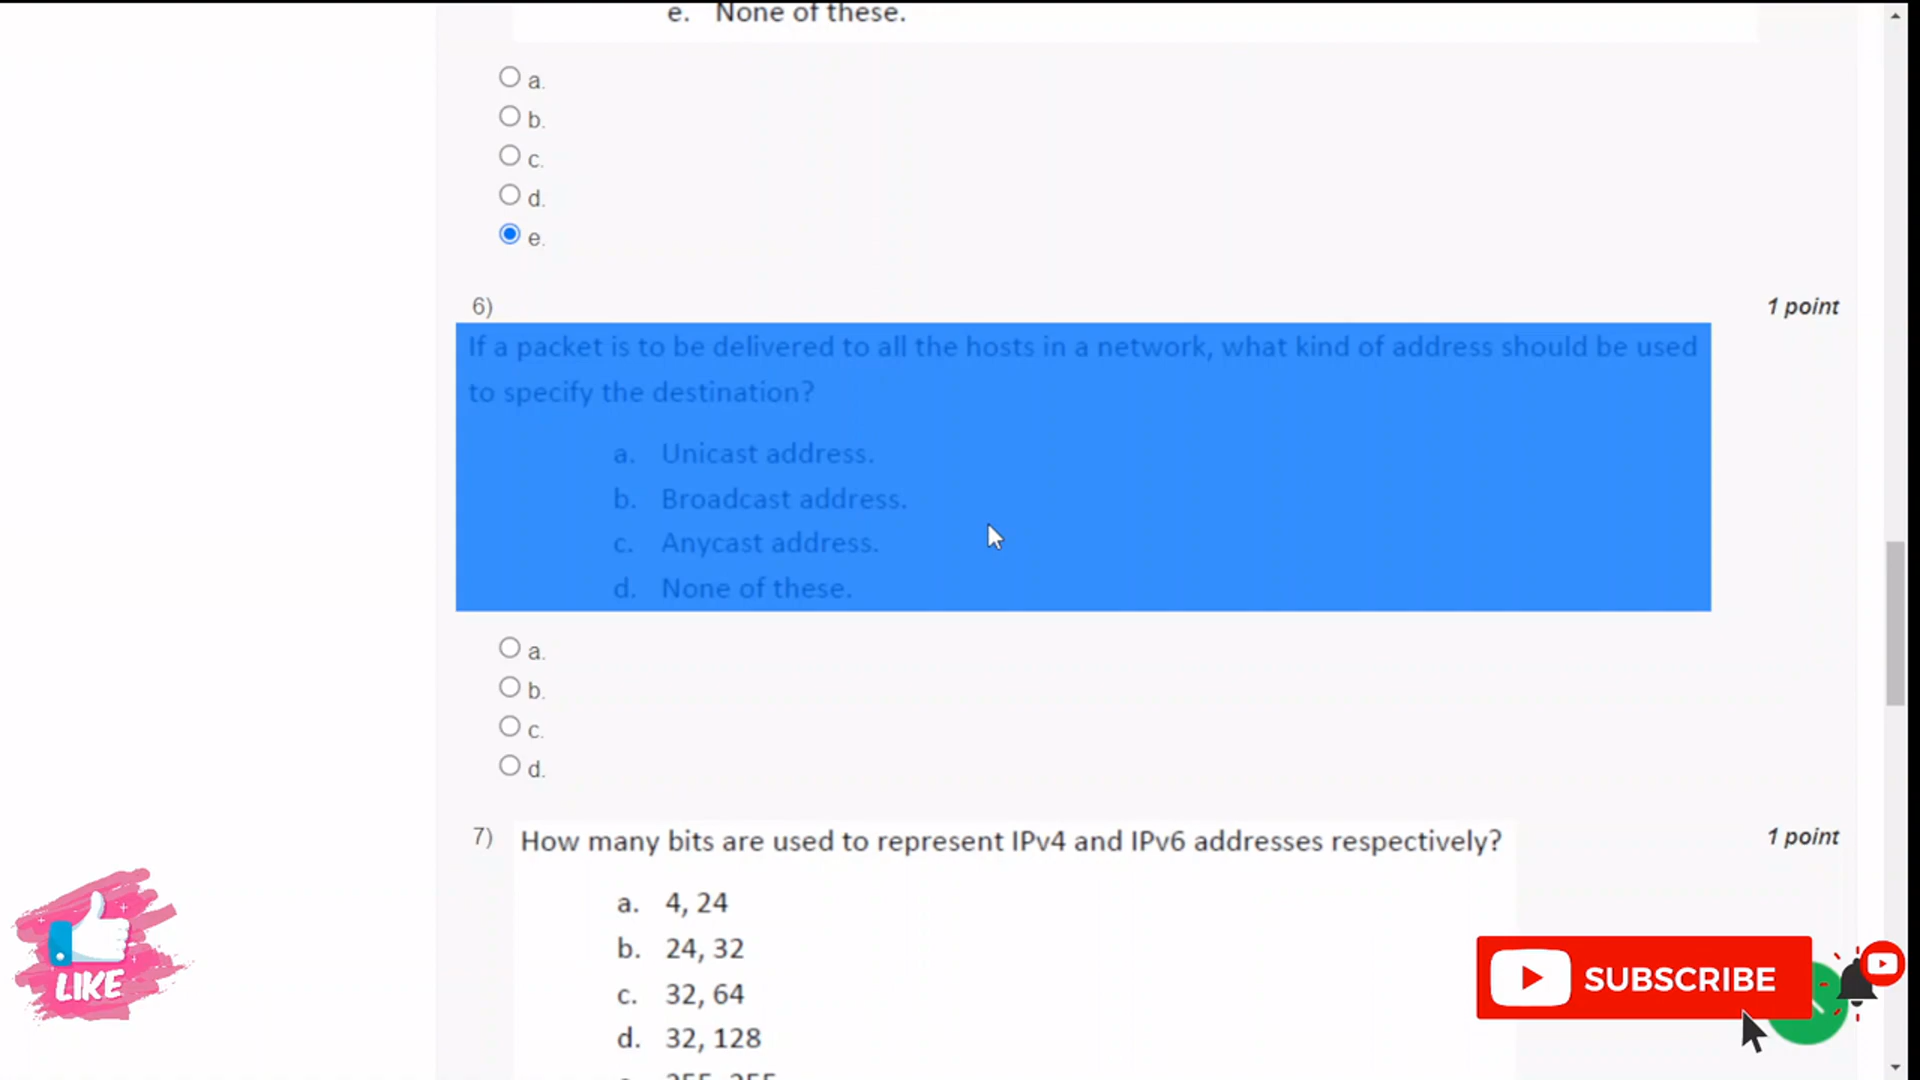 e. None of these.
a.
b.
c.
d.
e.
6)
1 point
If a packet is to be delivered to all the hosts in a network, what kind of address should be used
to specify the destination?
a. Unicast address.
b. Broadcast address.
c. Anycast address.
d. None of these.
a.
b.
c.
d.
7) How many bits are used to represent IPv4 and IPv6 addresses respectively?
1 point
a. 4, 24
b. 24, 32
c. 32, 64
d. 32, 128
LIKE
SUBSCRIBE